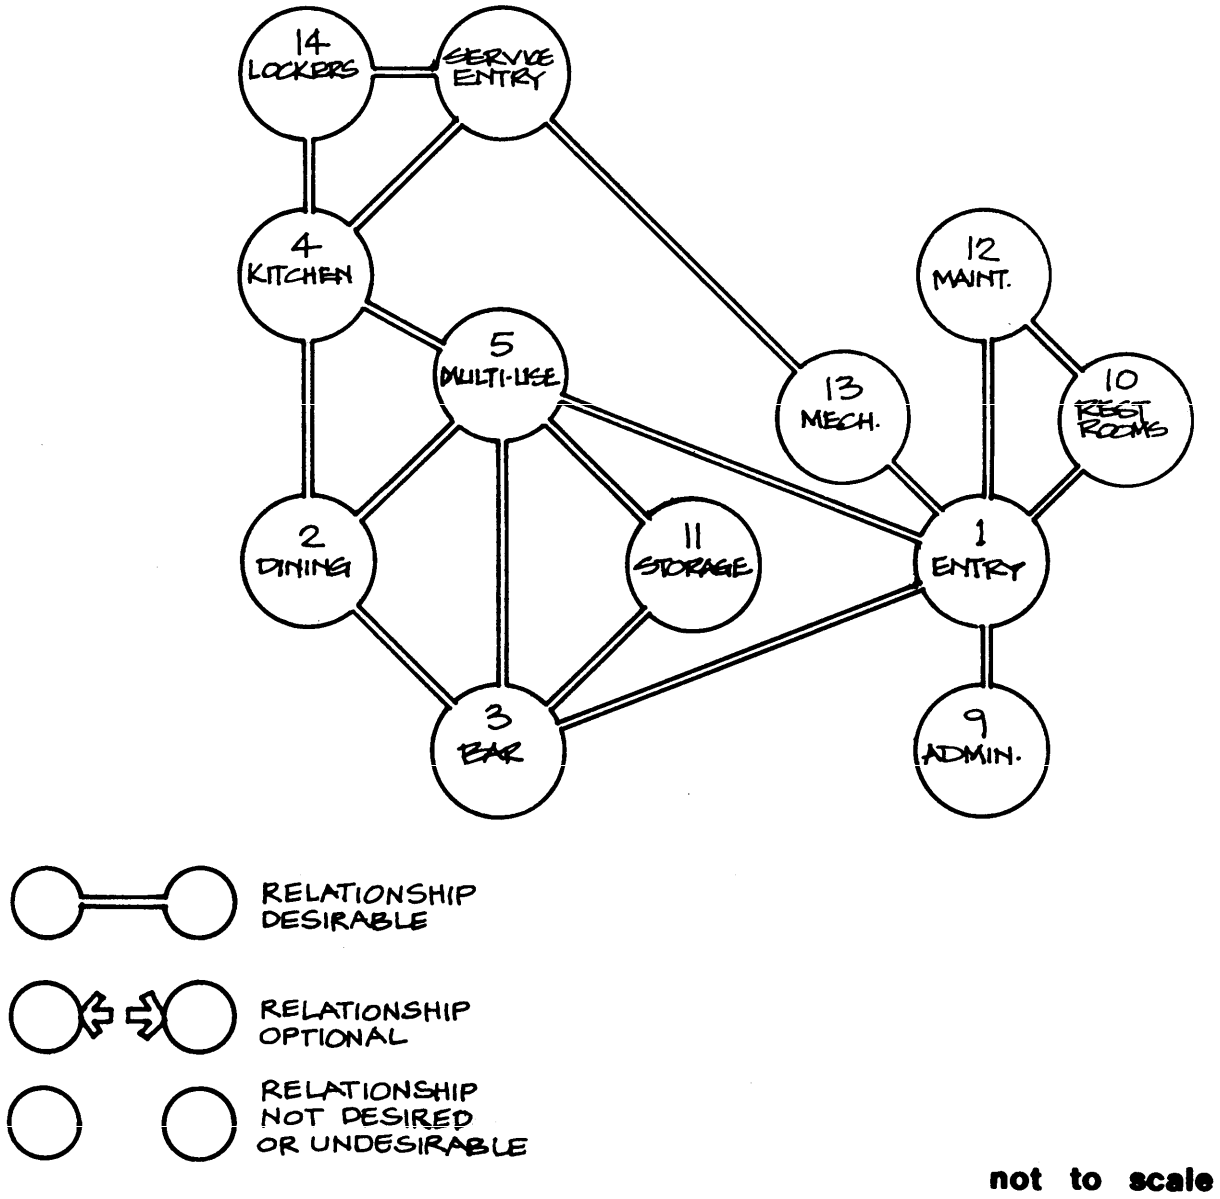 14
LOCKERS
SERVICE
ENTRY
4
KITCHEN
12
MAINT.
5
MULTI-USE
13
MECH.
10
REST
ROOMS
2
DINING
11
STORAGE
1
ENTRY
3
BAR
9
ADMIN.
RELATIONSHIP
DESIRABLE
RELATIONSHIP
OPTIONAL
RELATIONSHIP
NOT DESIRED
OR UNDESIRABLE
not to scale